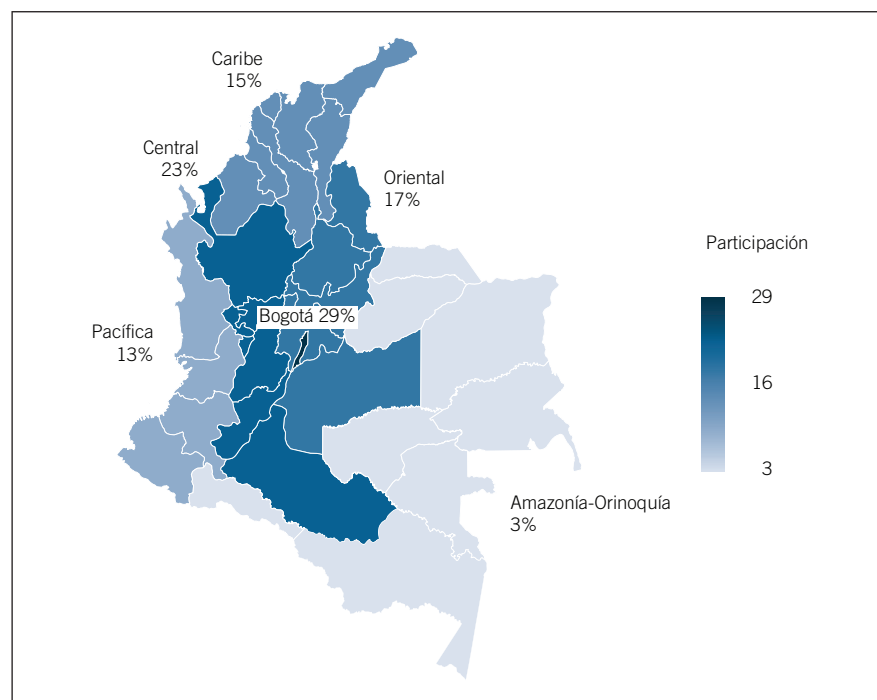 Caribe
15%
Central
23%
Oriental
17%
Participación
29
Bogotá 29%
Pacífica
13%
16
3
Amazonía-Orinoquía
3%